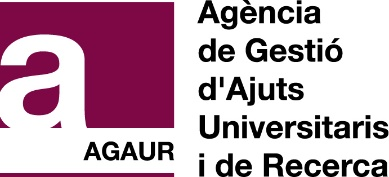 a
AGAUR
Agència
de Gestió
d'Ajuts
Universitaris
i de Recerca